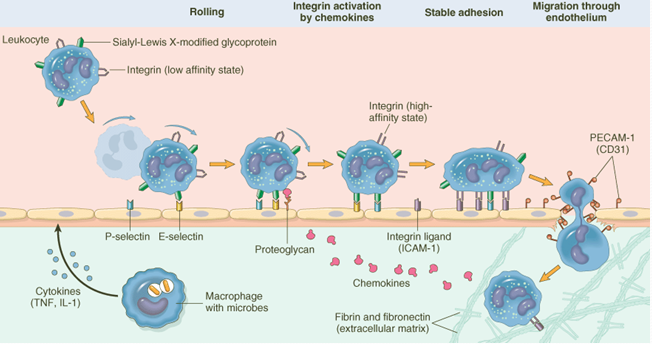 Rolling
Integrin activation
by chemokines
Stable adhesion
Migration through
endothelium
Leukocyte
Sialyl-Lewis X-modified glycoprotein
Integrin (low affinity state)
Integrin (high-
affinity state)
PECAM-1
(CD31)
P-selectin
E-selectin
Proteoglycan
Integrin ligand
(ICAM-1)
Cytokines
(TNF, IL-1)
Macrophage
with microbes
Chemokines
Fibrin and fibronectin
(extracellular matrix)